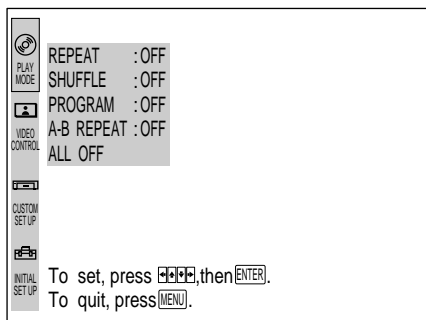 PLAY
MODE
REPEAT :OFF
SHUFFLE :OFF
PROGRAM :OFF
A-B REPEAT :OFF
ALL OFF
VIDEO
CONTROL
CUSTOM
SET UP
INITIAL
SET UP
To set, press ←↑↓→,then ENTER.
To quit, press MENU.